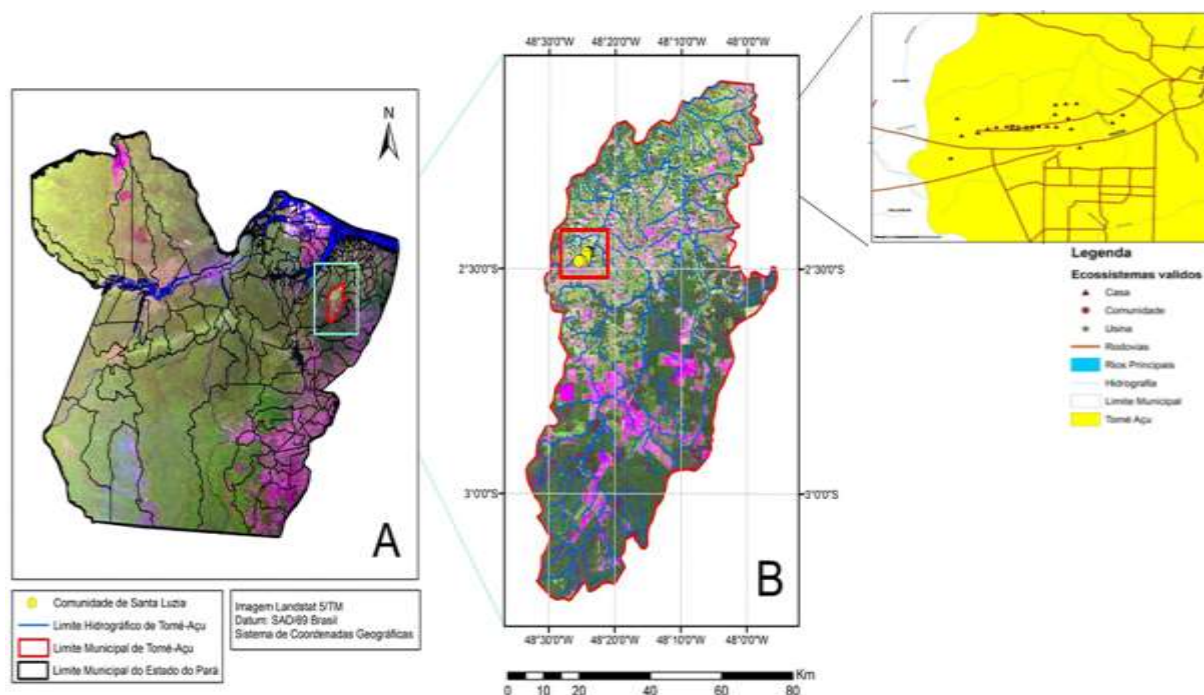 N
A
Comunidade de Santa Luzia
Limite Hidrográfico de Tomé-Açu
Limite Municipal de Tomé-Açu
Limite Municipal do Estado do Pará
Imagem Landstat 5/TM
Datum: SAD/69 Brasil
Sistema de Coordenadas Geográficas
48°30'0"W 48°20'0"W 48°10'0"W 48°0'0"W
2°30'0"S 2°30'0"S
3°0'0"S 3°0'0"S
B
48°30'0"W 48°20'0"W 48°10'0"W 48°0'0"W
0 10 20 40 60 80 Km
Legenda
Ecossistemas validos
Casa
Comunidade
Usina
Rodovias
Rios Principais
Hidrografia
Limite Municipal
Tomé Açu